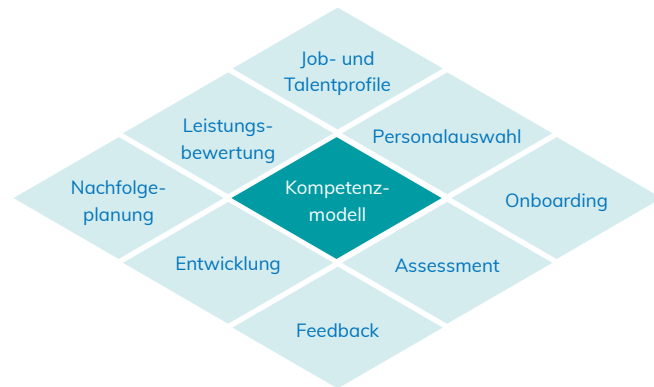 Job- und
Talentprofile
Leistungs-
bewertung
Personalauswahl
Nachfolge-
planung
Kompetenz-
modell
Onboarding
Entwicklung
Assessment
Feedback